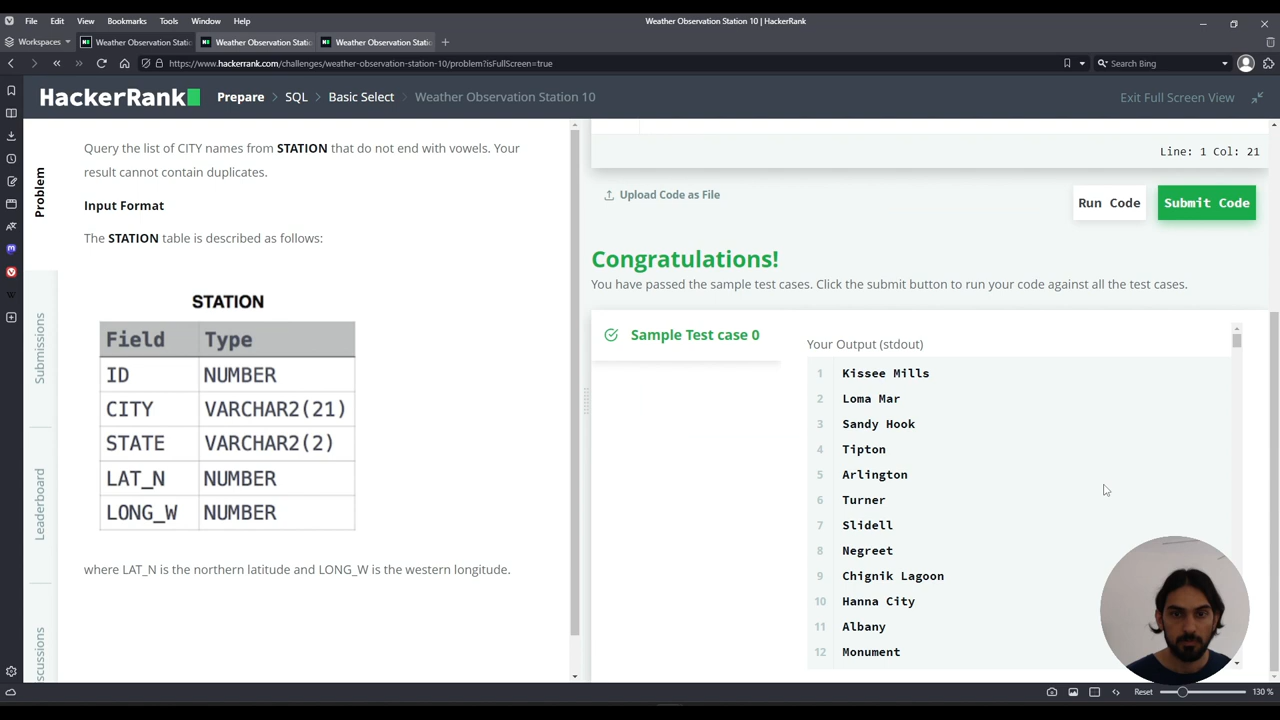 File Edit View Bookmarks Tools Window Help
Weather Observation Station 10 | HackerRank
Workspaces
Weather Observation Static
Weather Observation Static
Weather Observation Static
https://www.hackerrank.com/challenges/weather-observation-station-10/problem?isFullScreen=true
Search Bing
HackerRank
Prepare > SQL > Basic Select > Weather Observation Station 10
Exit Full Screen View
Problem
Submissions
Leaderboard
Query the list of CITY names from STATION that do not end with vowels. Your
result cannot contain duplicates.
Input Format
The STATION table is described as follows:
STATION
Field Type
ID NUMBER
CITY VARCHAR2(21)
STATE VARCHAR2(2)
LAT_N NUMBER
LONG_W NUMBER
where LAT_N is the northern latitude and LONG_W is the western longitude.
Line: 1 Col: 21
Upload Code as File
Run Code
Submit Code
Congratulations!
You have passed the sample test cases. Click the submit button to run your code against all the test cases.
Sample Test case 0
Your Output (stdout)
1 Kissee Mills
2 Loma Mar
3 Sandy Hook
4 Tipton
5 Arlington
6 Turner
7 Slidell
8 Negreet
9 Chignik Lagoon
10 Hanna City
11 Albany
12 Monument
Reset
130 %